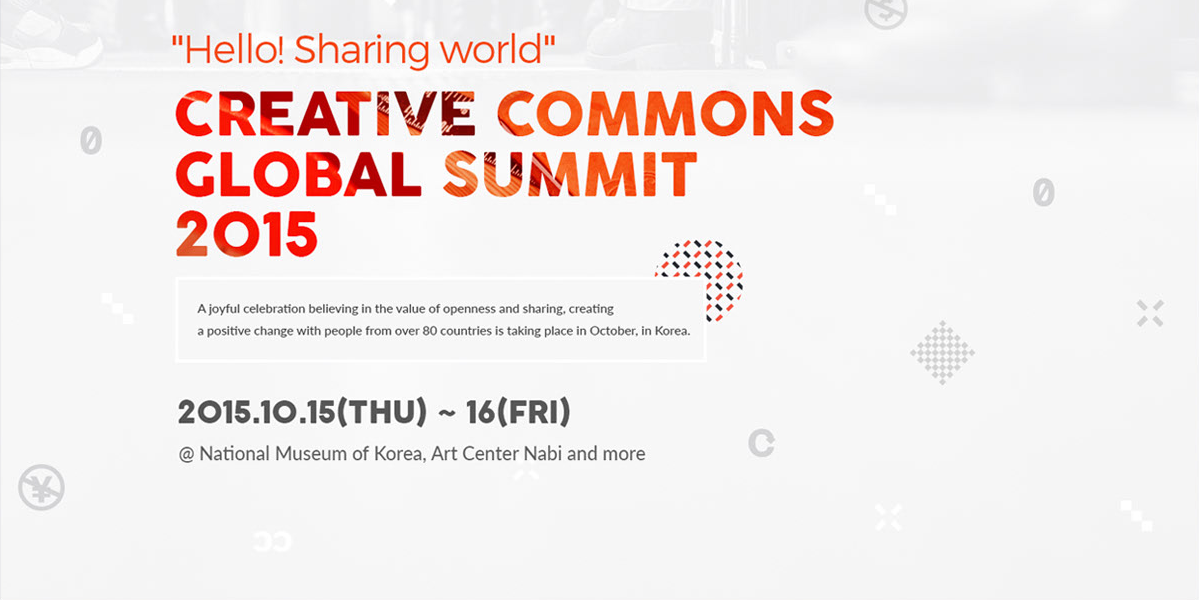 "Hello! Sharing world"
CREATIVE COMMONS
GLOBAL SUMMIT
2015
A joyful celebration believing in the value of openness and sharing, creating
a positive change with people from over 80 countries is taking place in October, in Korea.
2015.10.15(THU) ~ 16(FRI)
@ National Museum of Korea, Art Center Nabi and more